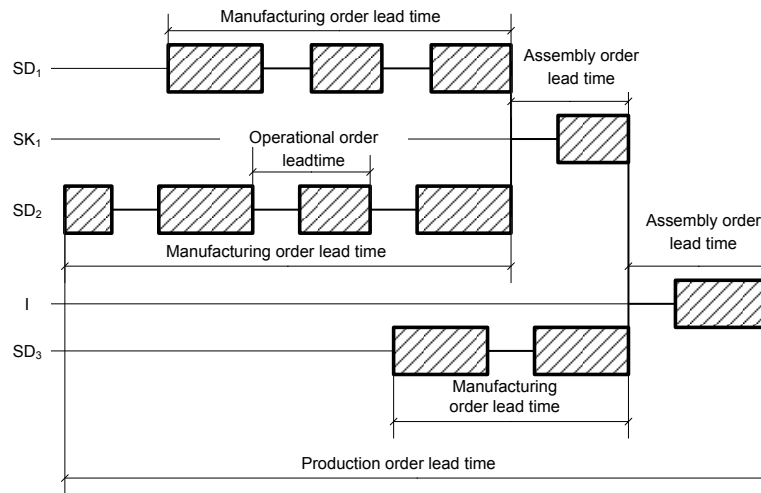 Manufacturing order lead time
Assembly order
lead time
SD₁
SK₁
Operational order
leadtime
SD₂
Assembly order
lead time
Manufacturing order lead time
I
SD₃
Manufacturing
order lead time
Production order lead time